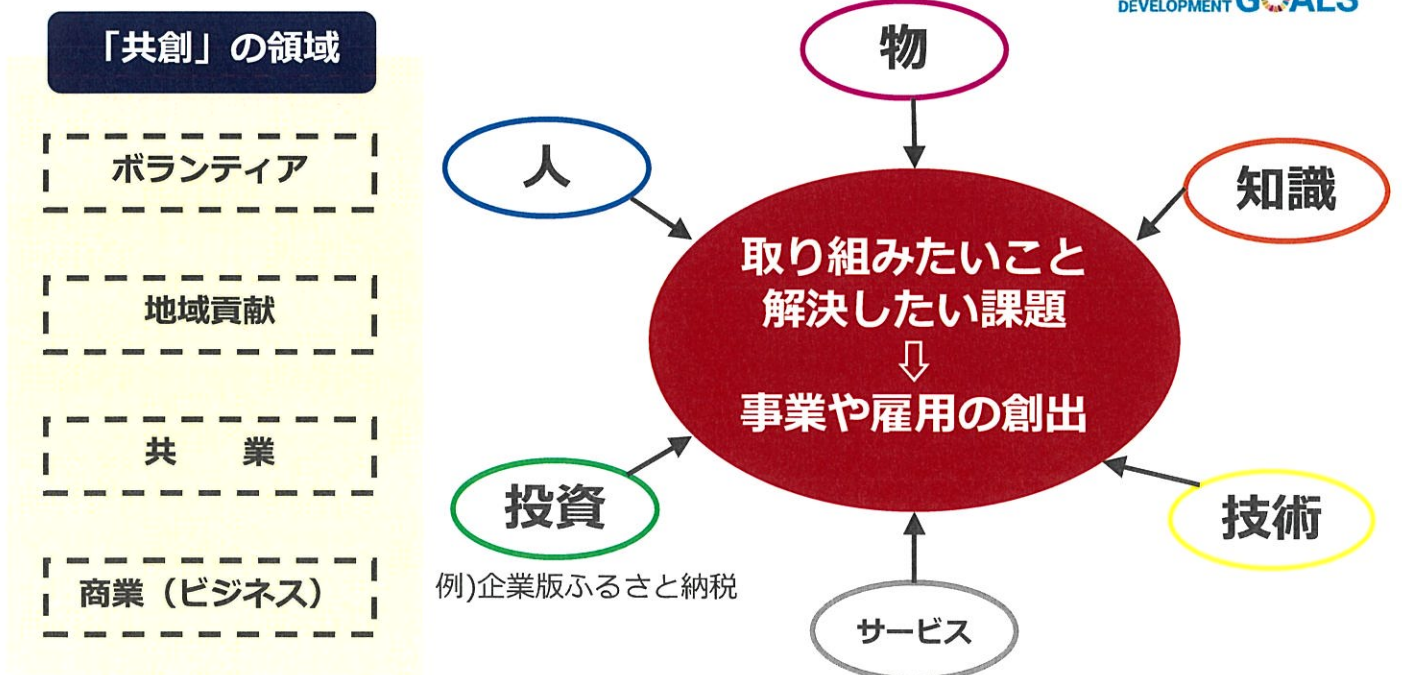 DEVELOPMENT GOALS
「共創」の領域
ボランティア
地域貢献
共　業
商業（ビジネス）
物
人
知識
取り組みたいこと
解決したい課題
⇩
事業や雇用の創出
投資
例)企業版ふるさと納税
技術
サービス